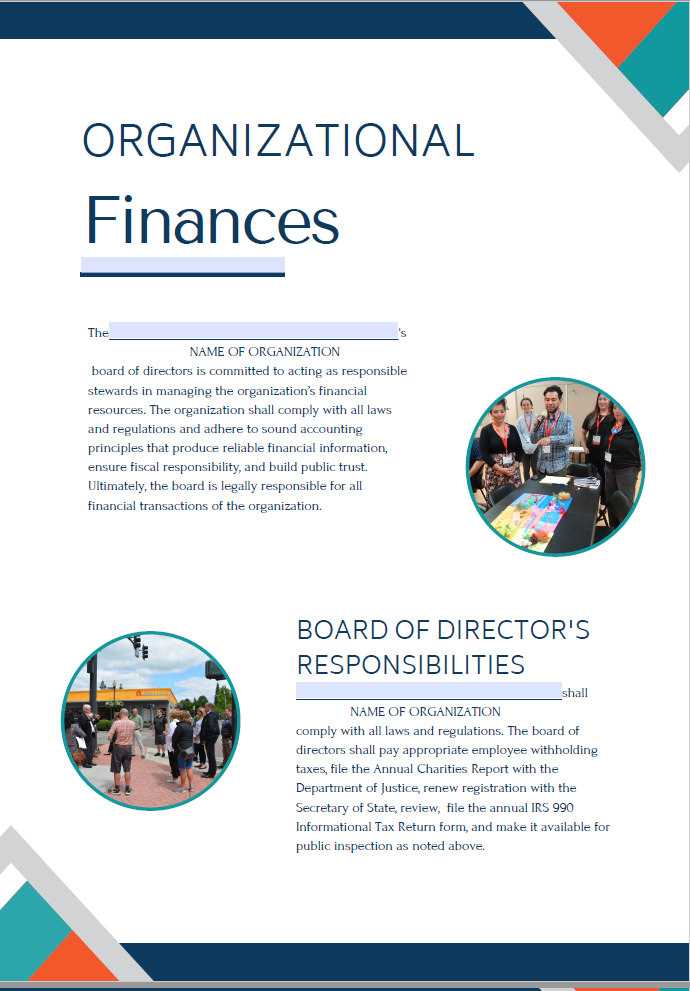 ORGANIZATIONAL
Finances
The 's
NAME OF ORGANIZATION
board of directors is committed to acting as responsible
stewards in managing the organization's financial
resources. The organization shall comply with all laws
and regulations and adhere to sound accounting
principles that produce reliable financial information,
ensure fiscal responsibility, and build public trust.
Ultimately, the board is legally responsible for all
financial transactions of the organization.
BOARD OF DIRECTOR'S
RESPONSIBILITIES
shall
NAME OF ORGANIZATION
comply with all laws and regulations. The board of
directors shall pay appropriate employee withholding
taxes, file the Annual Charities Report with the
Department of Justice, renew registration with the
Secretary of State, review,  file the annual IRS 990
Informational Tax Return form, and make it available for
public inspection as noted above.